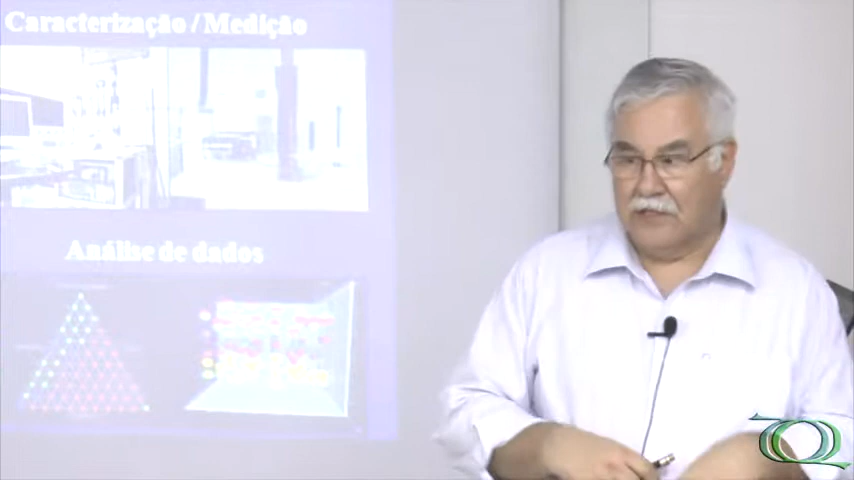 Caracterização / Medição
Análise de dados